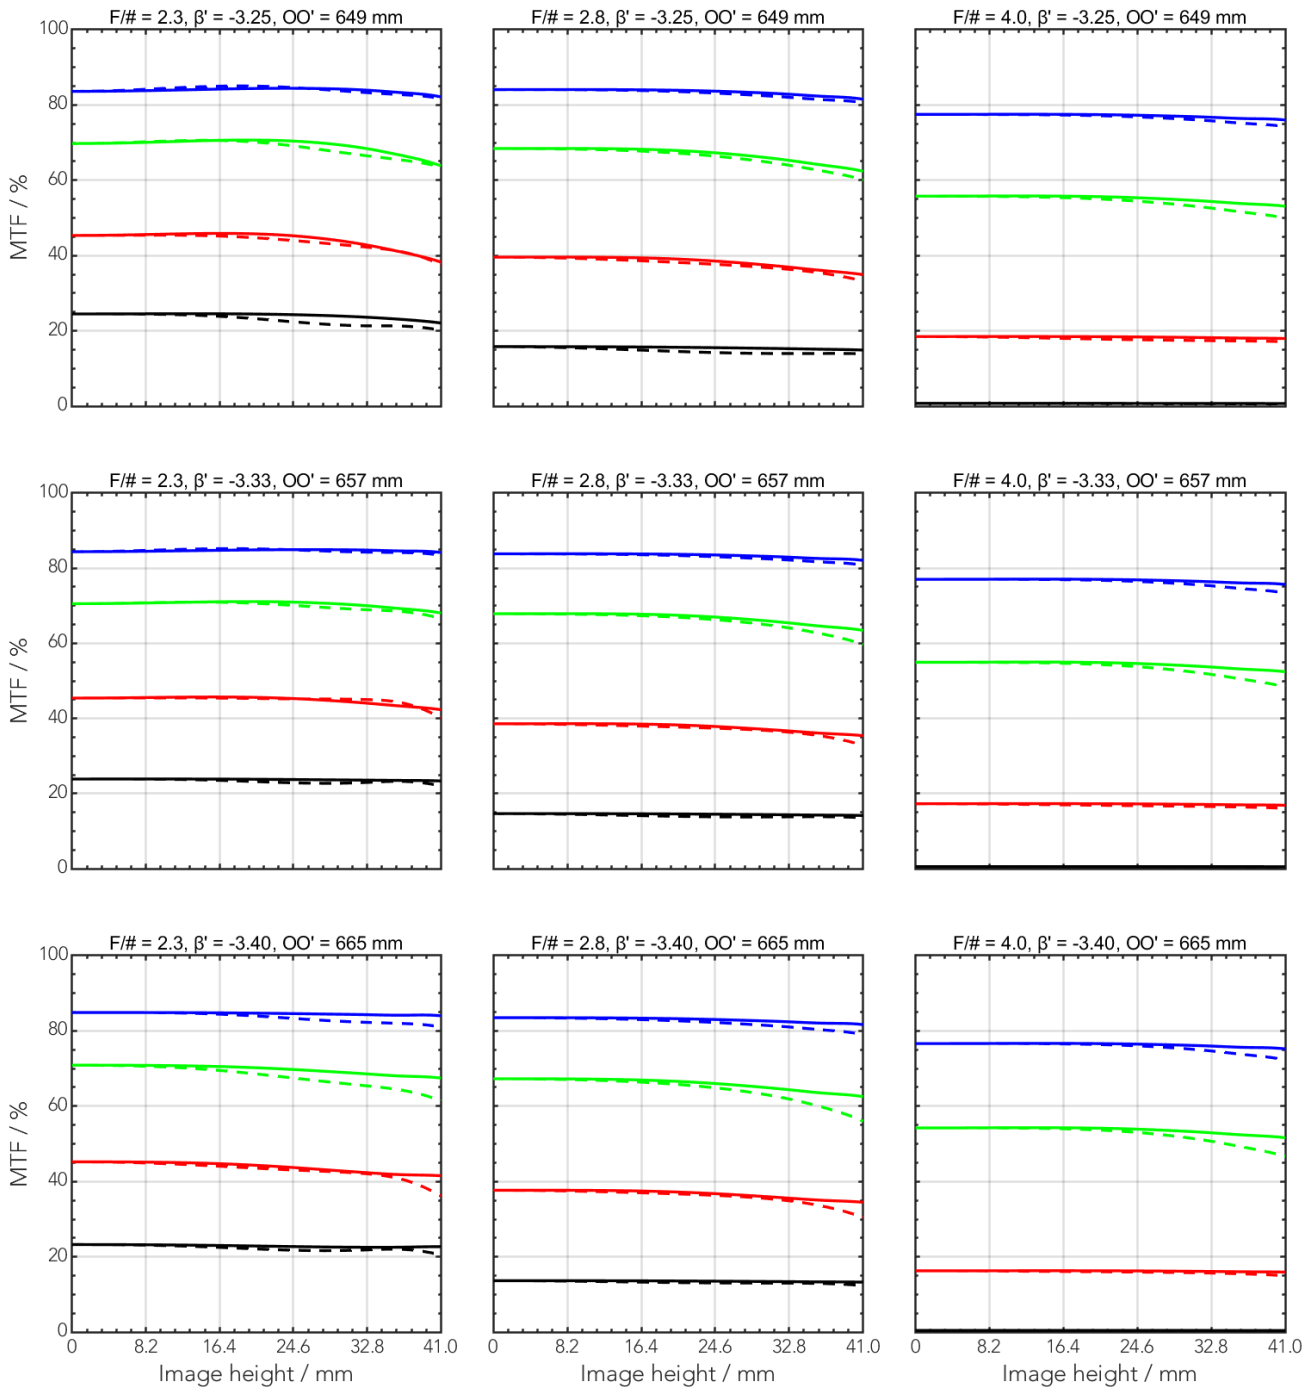 F/# = 2.3, β' = -3.25, OO' = 649 mm
F/# = 2.8, β' = -3.25, OO' = 649 mm
F/# = 4.0, β' = -3.25, OO' = 649 mm
100
80
60
40
20
0
MTF / %
F/# = 2.3, β' = -3.33, OO' = 657 mm
F/# = 2.8, β' = -3.33, OO' = 657 mm
F/# = 4.0, β' = -3.33, OO' = 657 mm
100
80
60
40
20
0
MTF / %
F/# = 2.3, β' = -3.40, OO' = 665 mm
F/# = 2.8, β' = -3.40, OO' = 665 mm
F/# = 4.0, β' = -3.40, OO' = 665 mm
100
80
60
40
20
0
MTF / %
0 8.2 16.4 24.6 32.8 41.0
0 8.2 16.4 24.6 32.8 41.0
0 8.2 16.4 24.6 32.8 41.0
Image height / mm
Image height / mm
Image height / mm